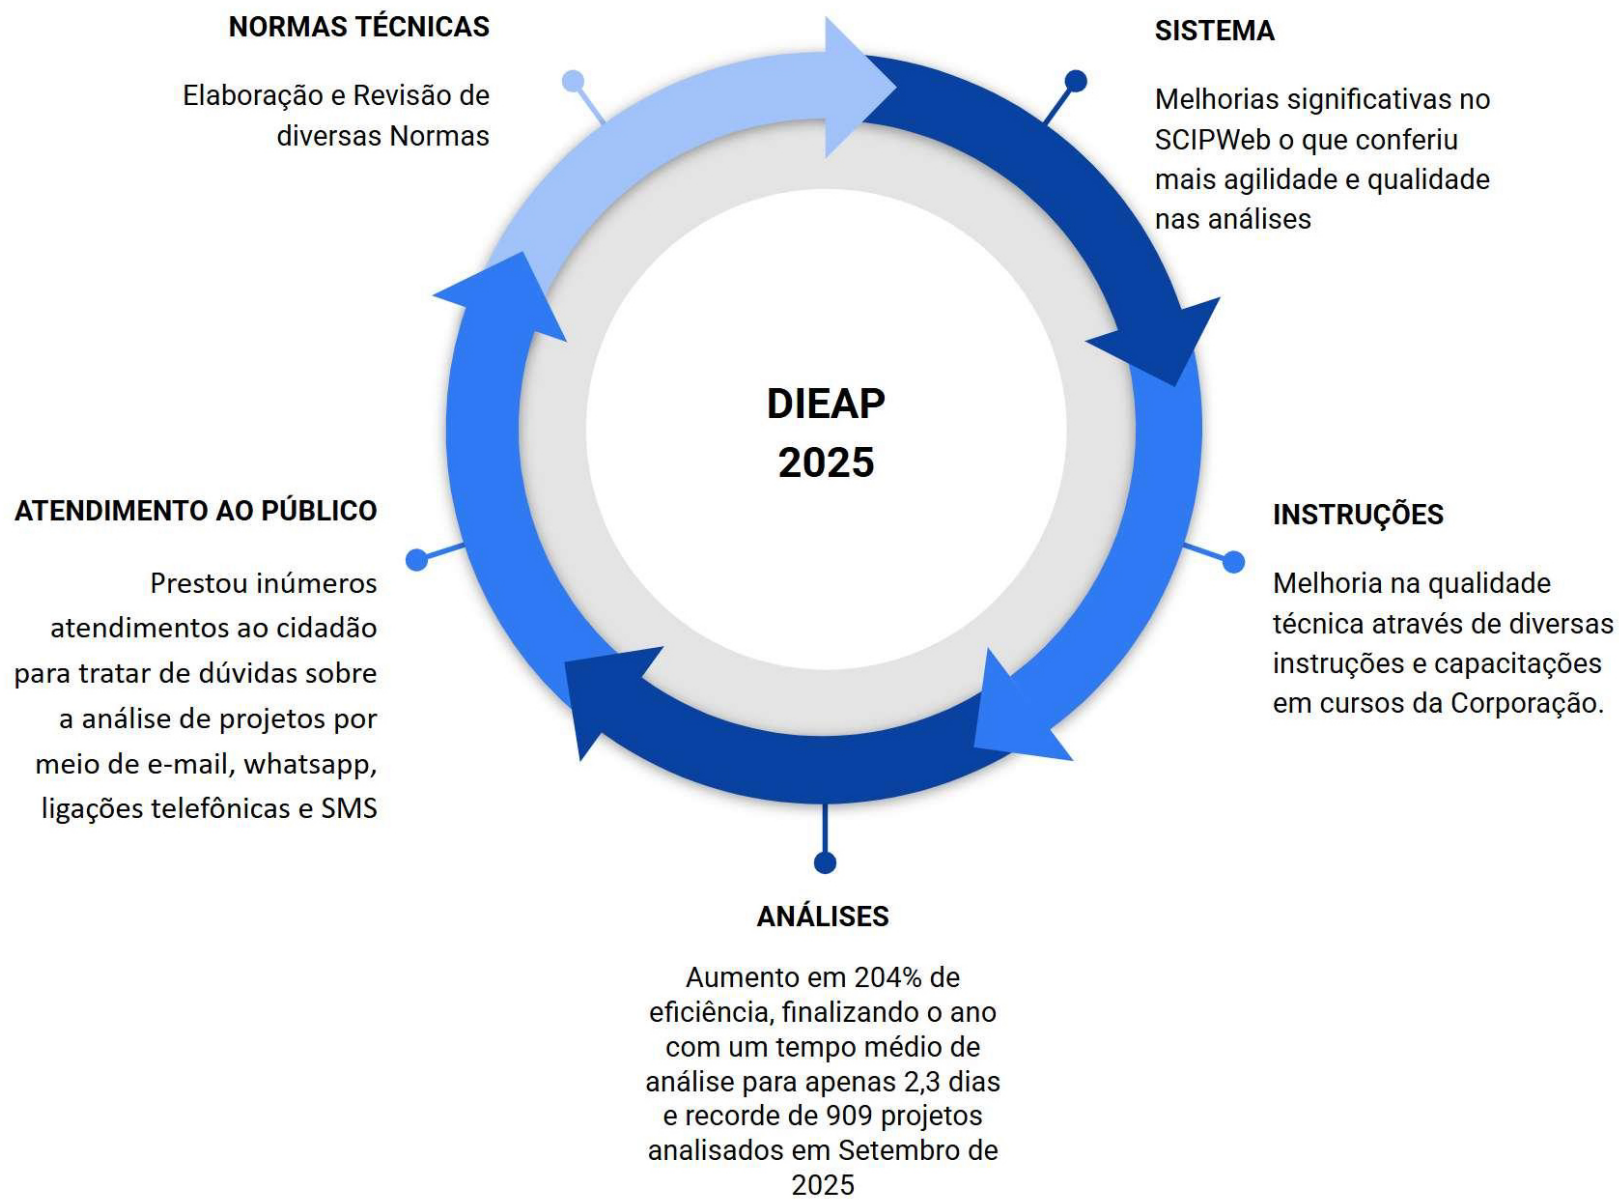 NORMAS TÉCNICAS
Elaboração e Revisão de
diversas Normas
SISTEMA
Melhorias significativas no
SCIPWeb o que conferiu
mais agilidade e qualidade
nas análises
DIEAP
2025
ATENDIMENTO AO PÚBLICO
Prestou inúmeros
atendimentos ao cidadão
para tratar de dúvidas sobre
a análise de projetos por
meio de e-mail, whatsapp,
ligações telefônicas e SMS
INSTRUÇÕES
Melhoria na qualidade
técnica através de diversas
instruções e capacitações
em cursos da Corporação.
ANÁLISES
Aumento em 204% de
eficiência, finalizando o ano
com um tempo médio de
análise para apenas 2,3 dias
e recorde de 909 projetos
analisados em Setembro de
2025